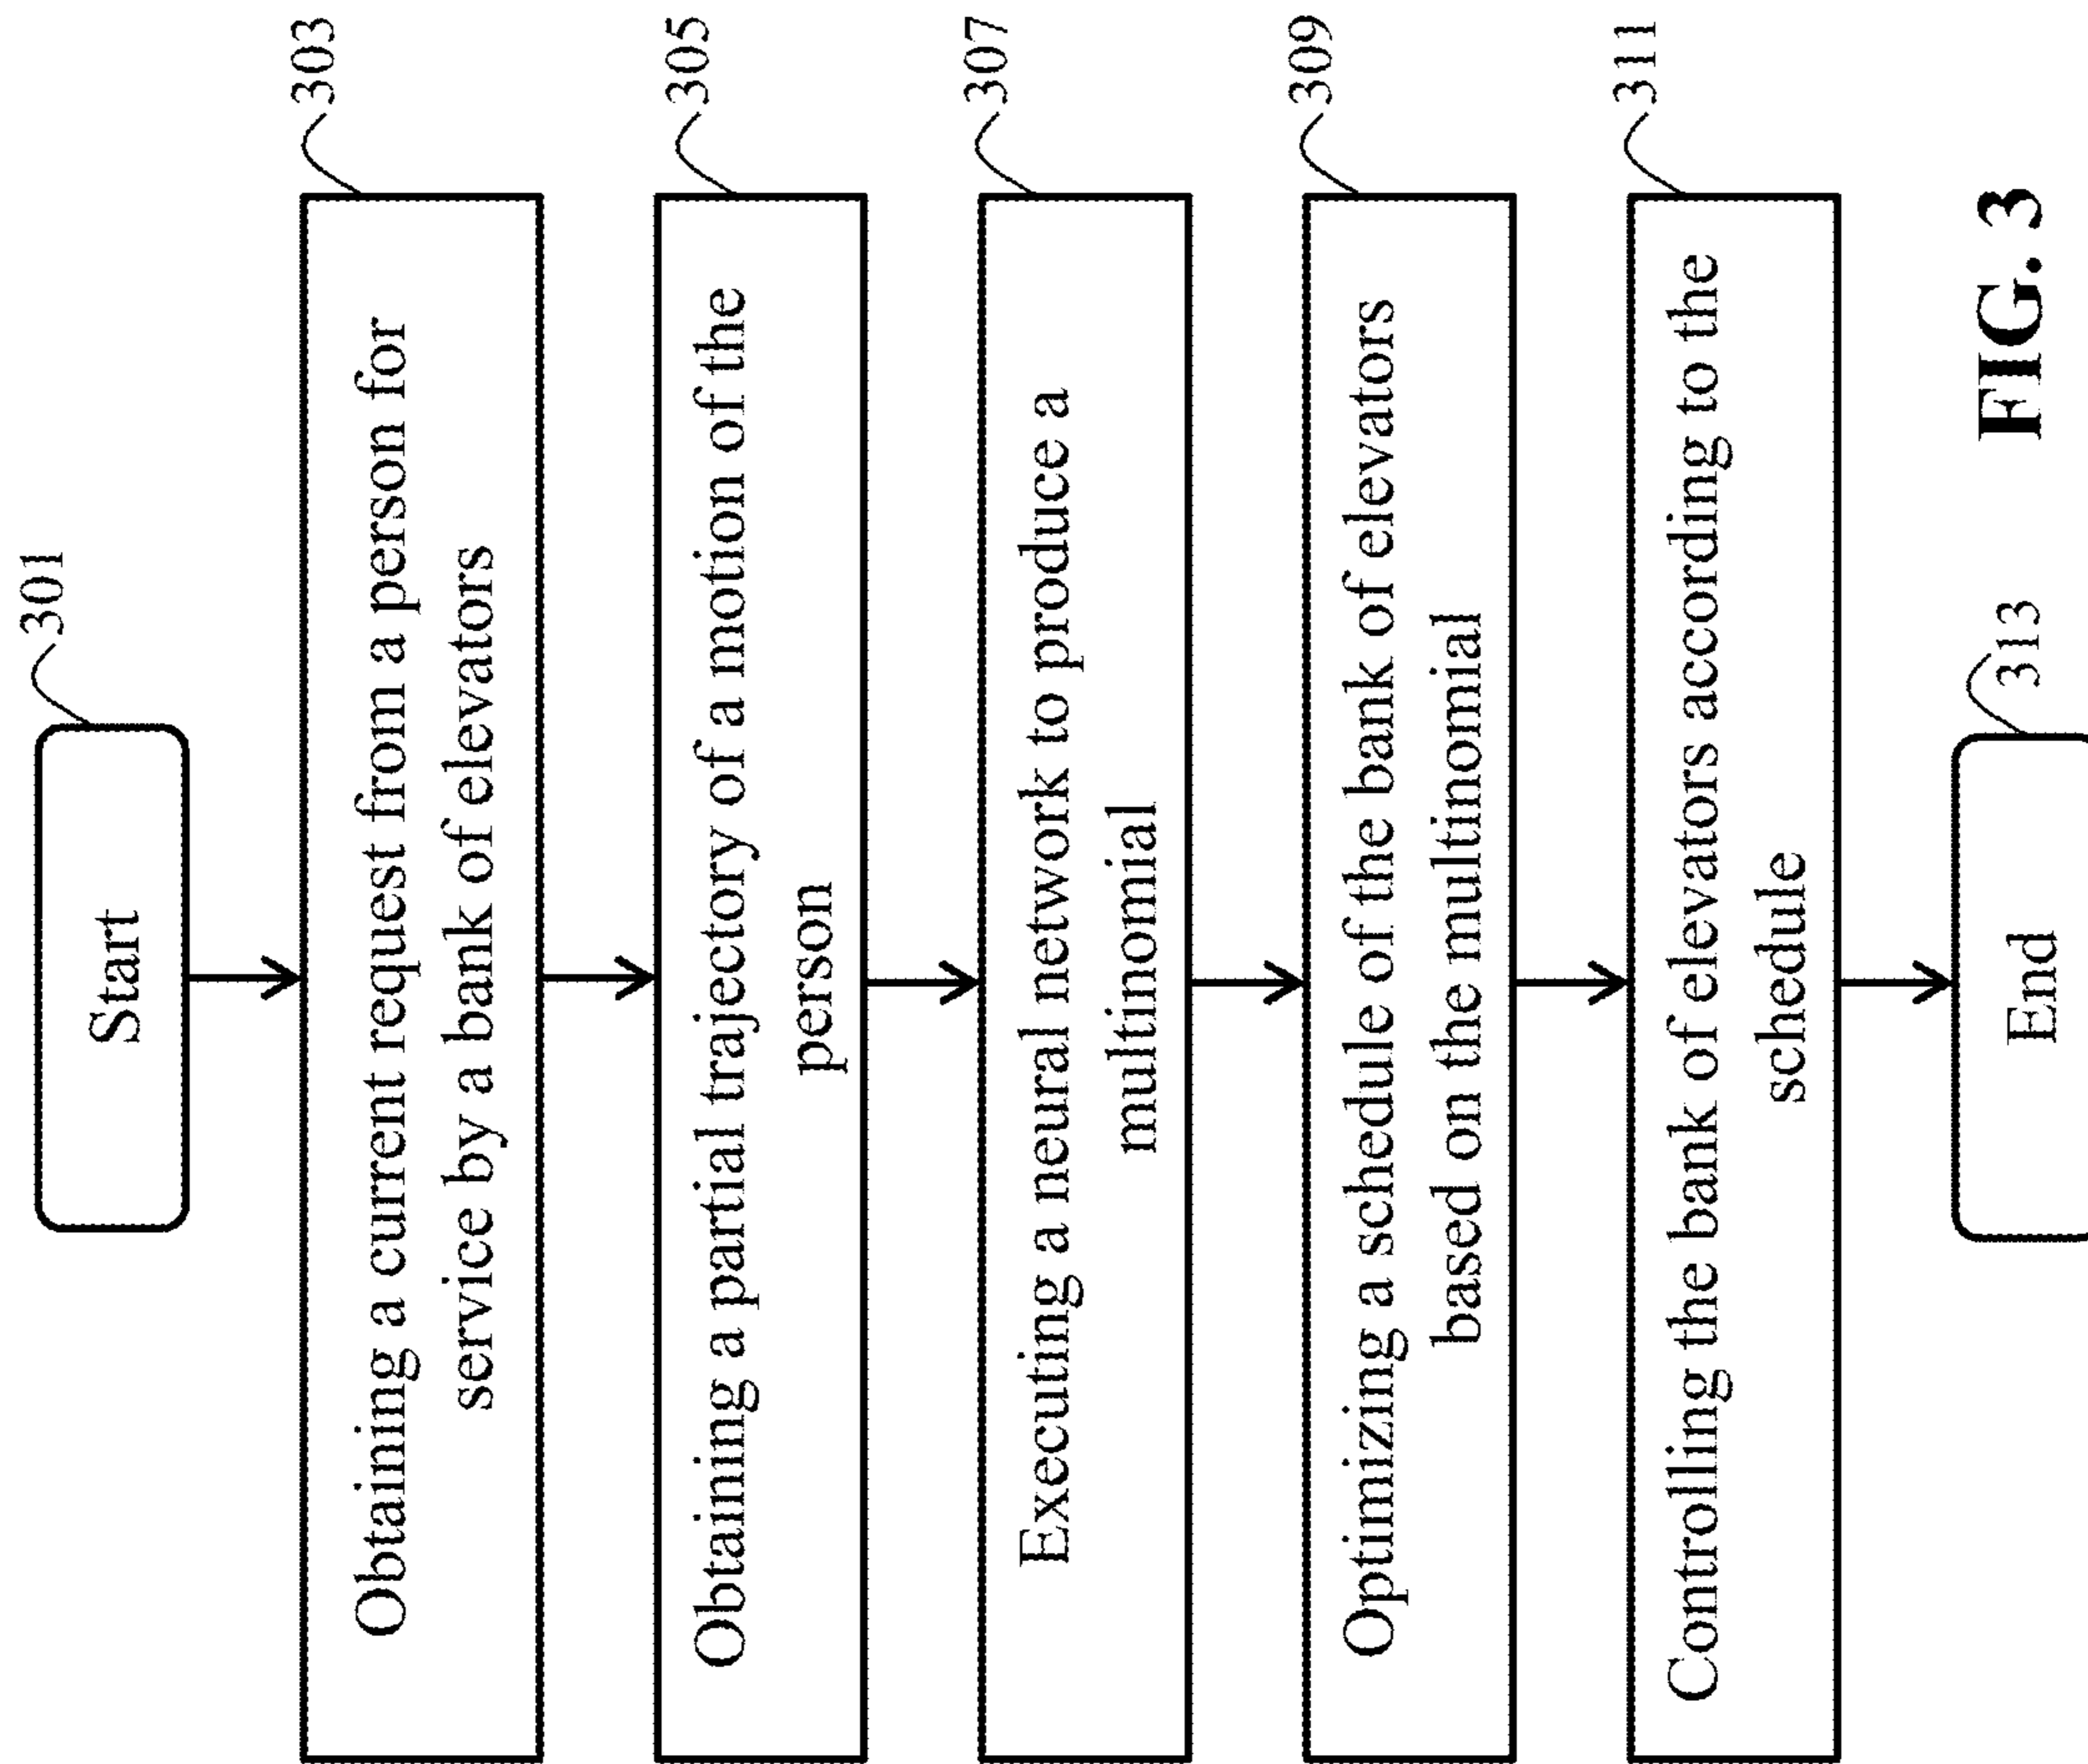 301
Start
303
Obtaining a current request from a person for
service by a bank of elevators
305
Obtaining a partial trajectory of a motion of the
person
307
Executing a neural network to produce a
multinomial
309
Optimizing a schedule of the bank of elevators
based on the multinomial
311
Controlling the bank of elevators according to the
schedule
313
End
FIG. 3